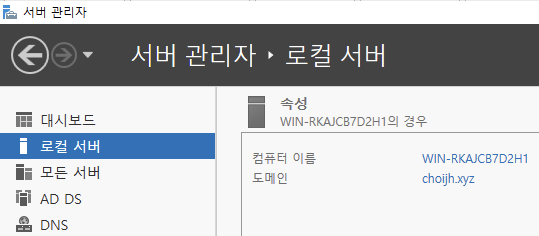 서버 관리자
서버 관리자 ‣ 로컬 서버
대시보드
로컬 서버
모든 서버
AD DS
DNS
속성
WIN-RKAJCB7D2H1의 경우
컴퓨터 이름 WIN-RKAJCB7D2H1
도메인 choijh.xyz